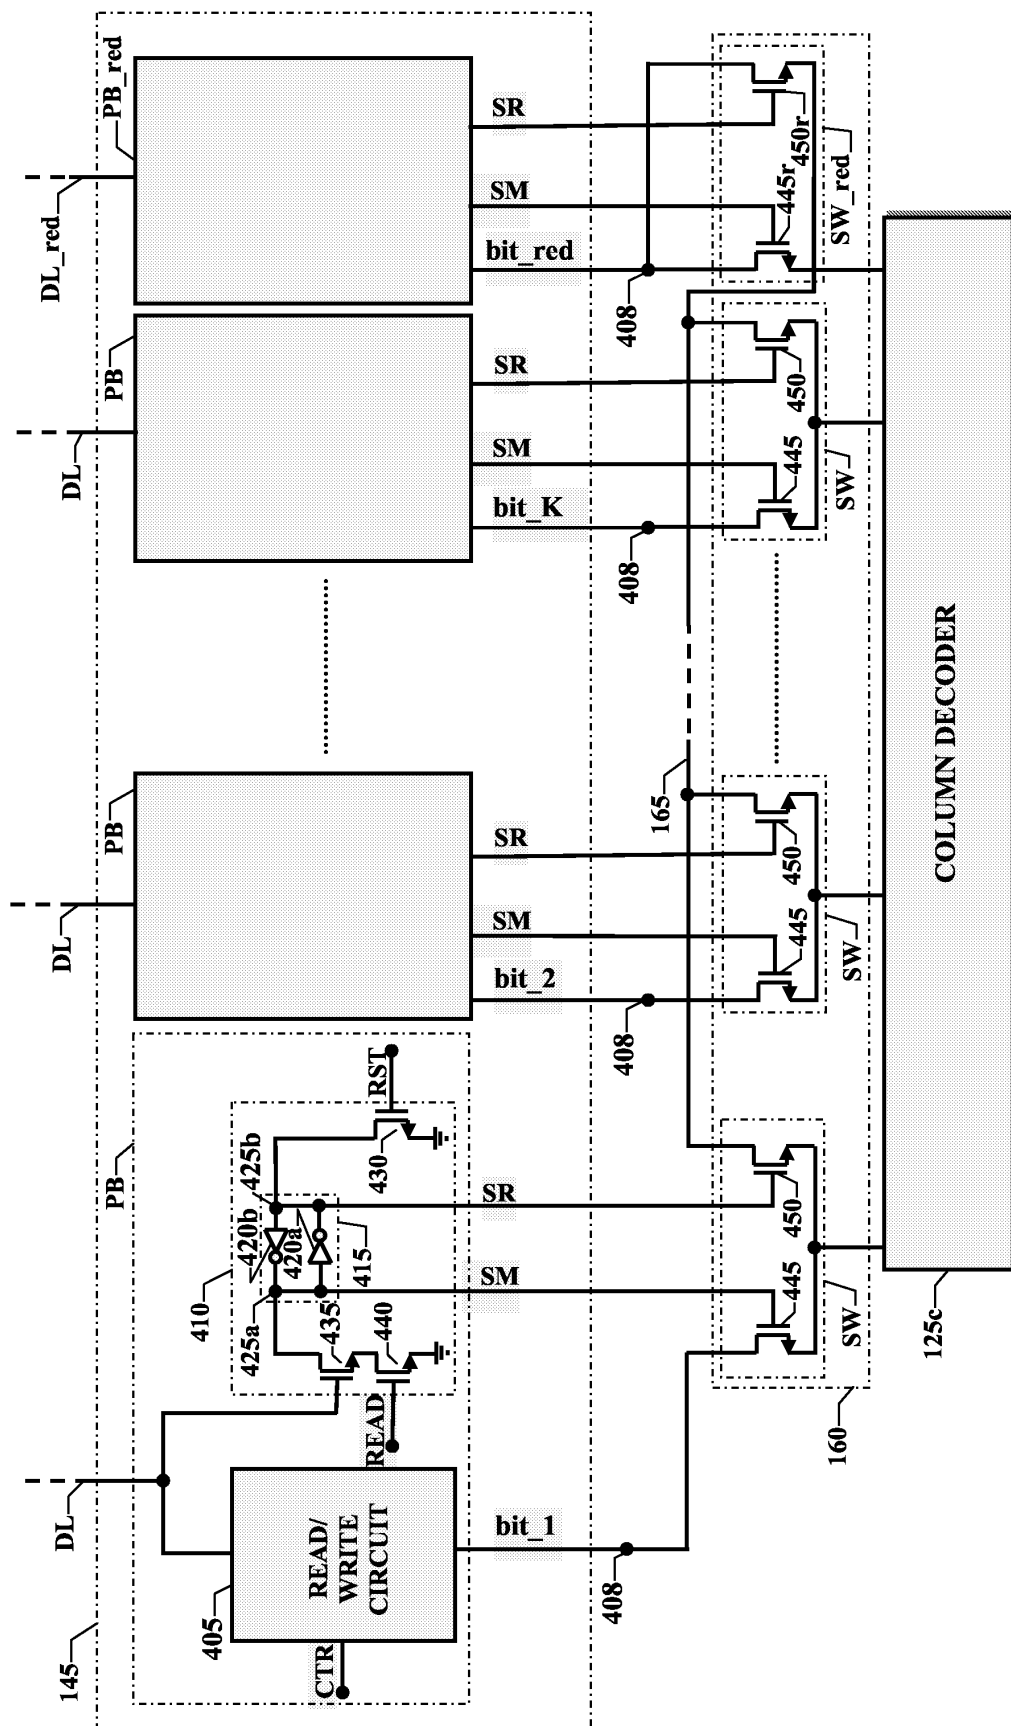 145
DL
PB
CTR
405
READ/
WRITE
CIRCUIT
READ
410
425a
435
440
420b
420a
415
425b
430
RST
SM
SR
bit_1
408
DL
PB
SR
SM
bit_2
408
DL
PB
SR
SM
bit_K
408
DL_red
PB_red
SR
SM
bit_red
408
165
160
445
450
SW
445
450
SW
445
450
SW
445r
450r
SW_red
COLUMN DECODER
125c